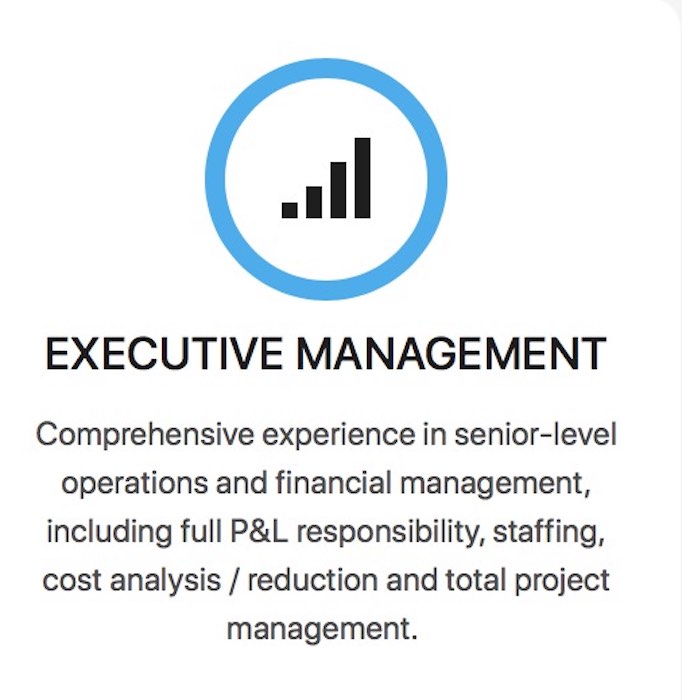 EXECUTIVE MANAGEMENT
Comprehensive experience in senior-level
operations and financial management,
including full P&L responsibility, staffing,
cost analysis / reduction and total project
management.